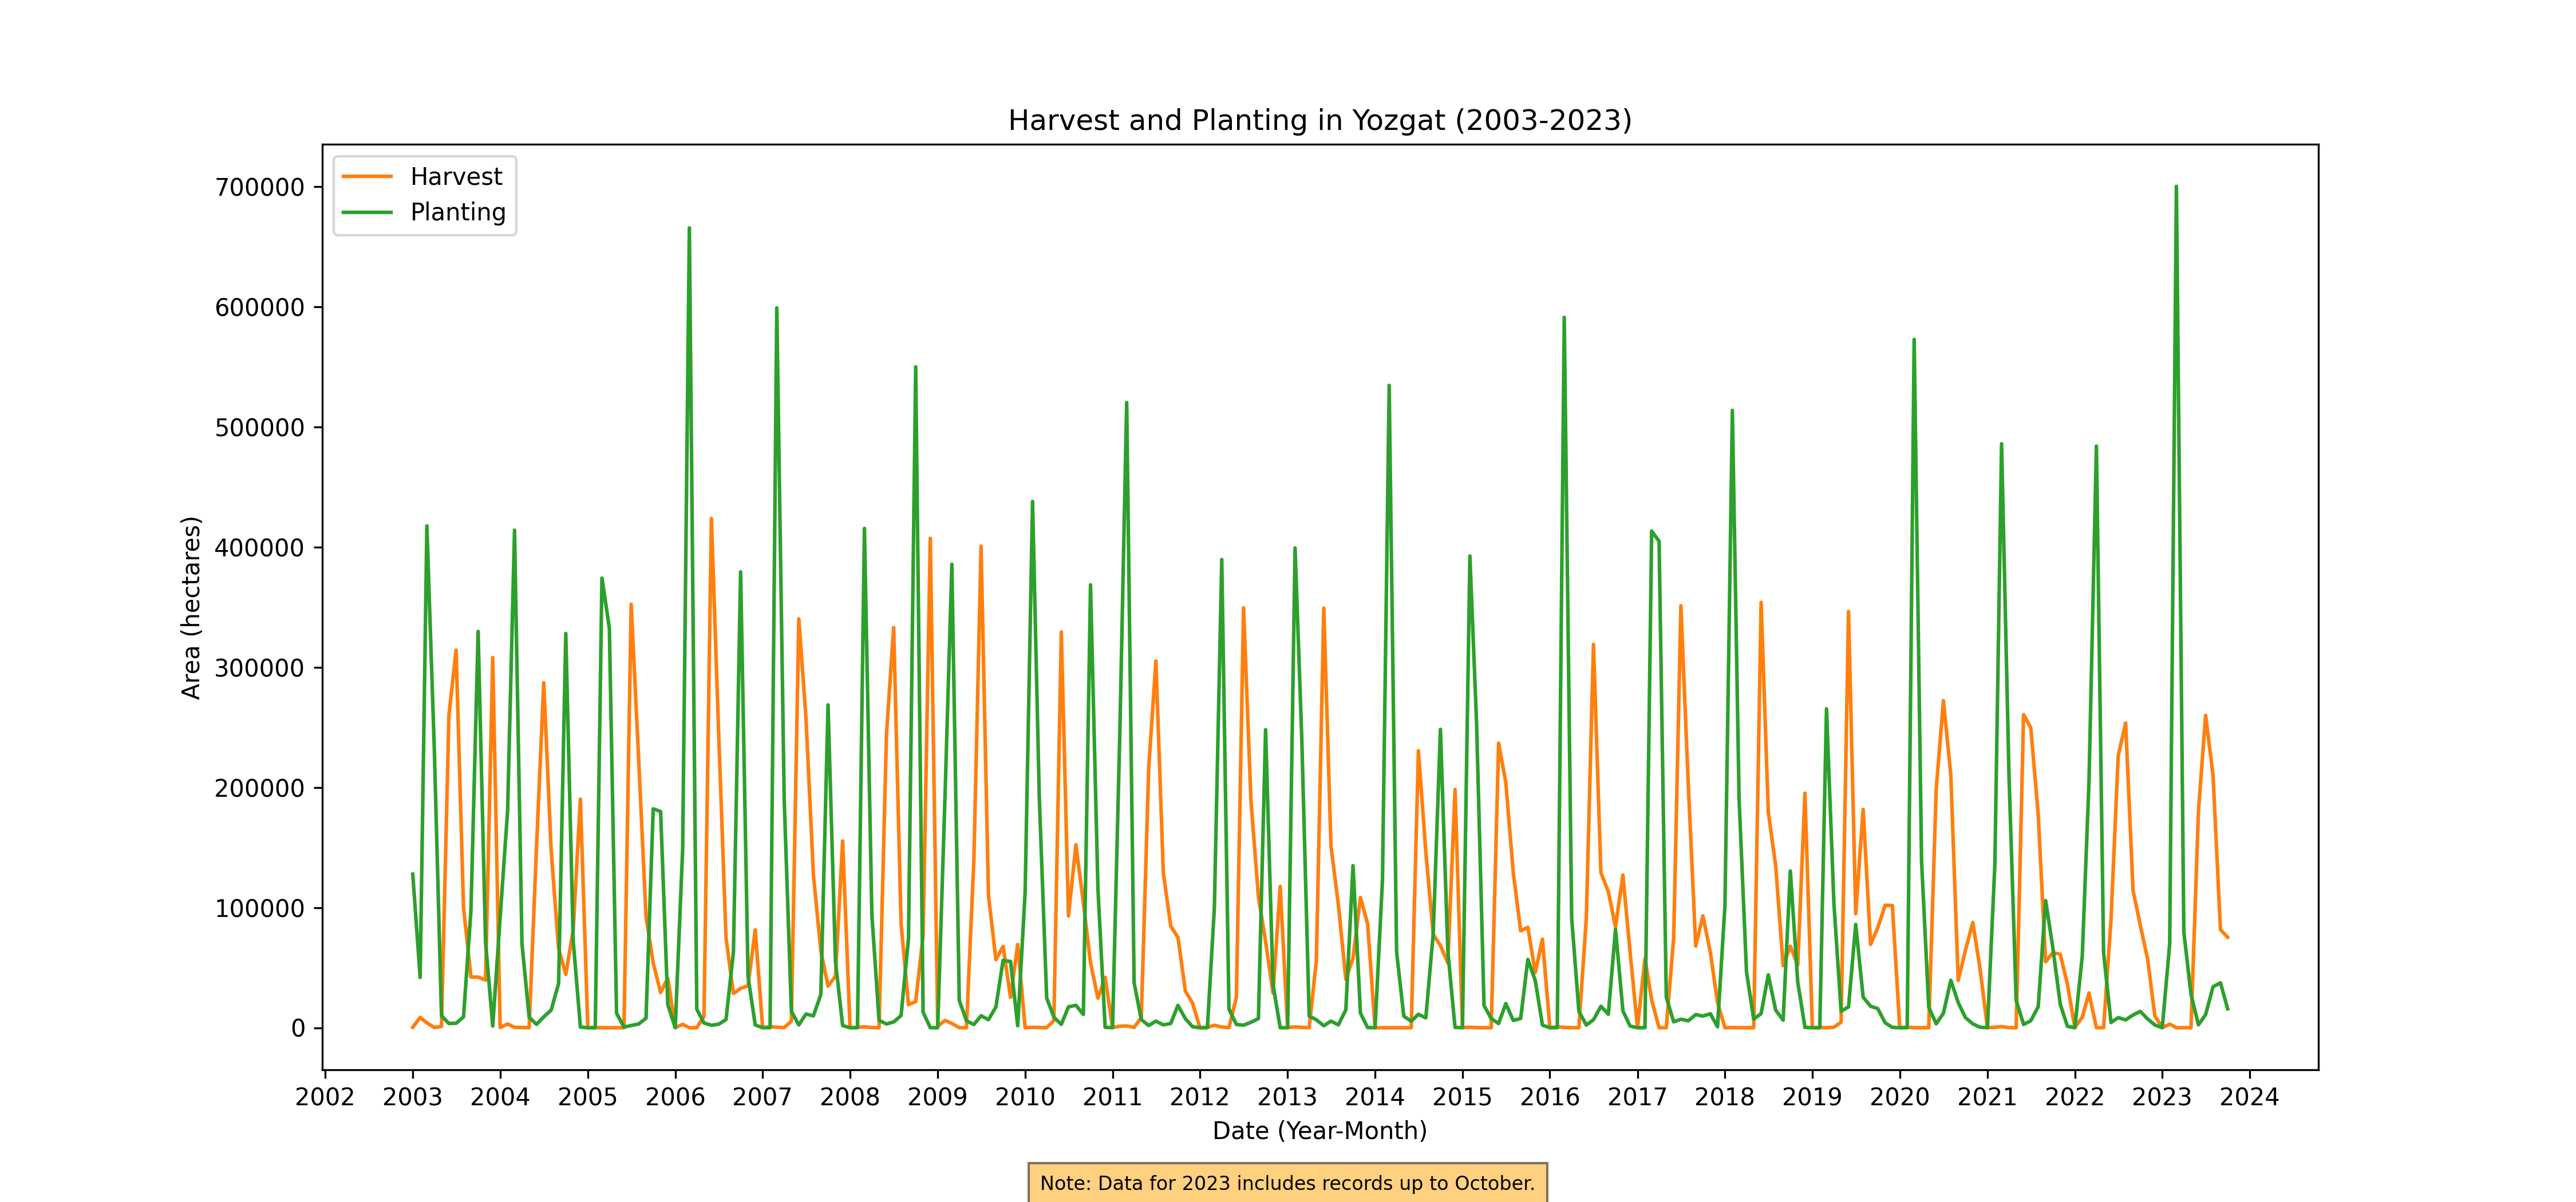 Harvest and Planting in Yozgat (2003-2023)
Harvest
Planting
700000
600000
500000
400000
300000
200000
100000
0
Area (hectares)
2002 2003 2004 2005 2006 2007 2008 2009 2010 2011 2012 2013 2014 2015 2016 2017 2018 2019 2020 2021 2022 2023 2024
Date (Year-Month)
Note: Data for 2023 includes records up to October.